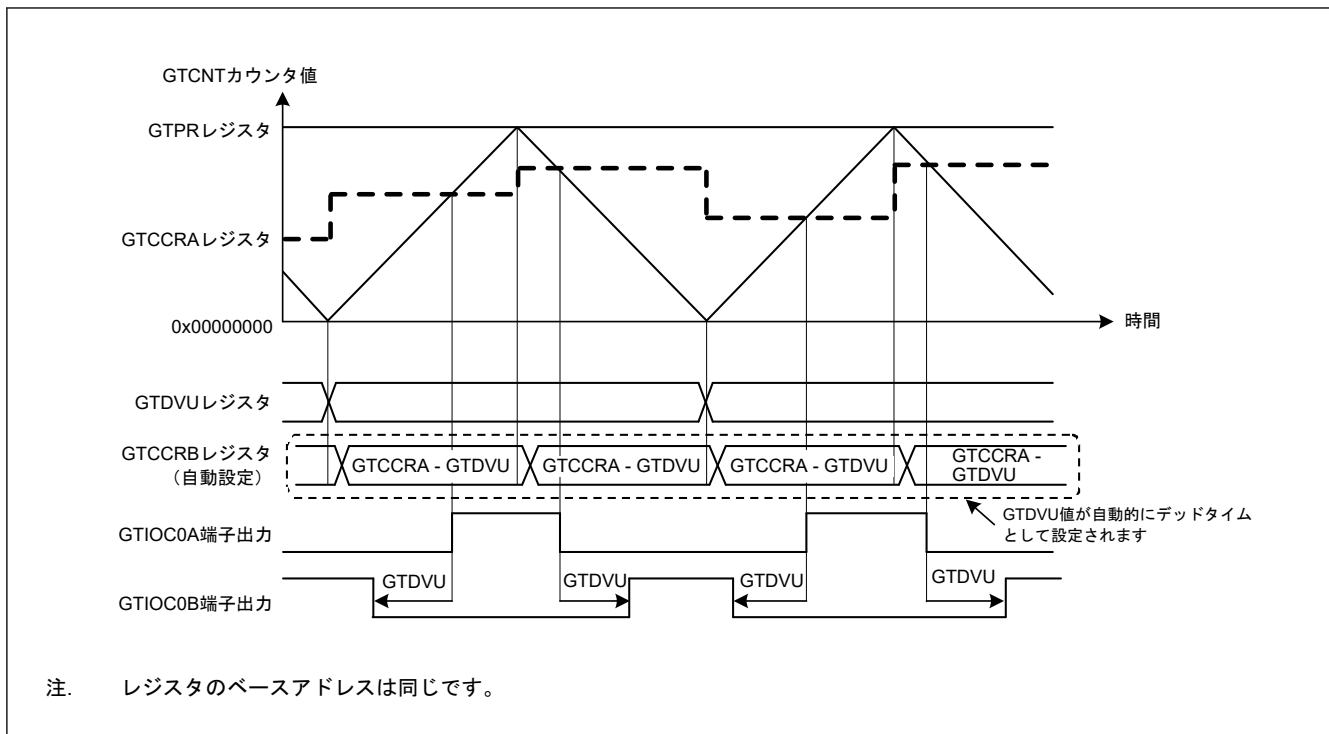 GTCNTカウンタ値
GTPRレジスタ
GTCCRAレジスタ
0x00000000
時間
GTDVUレジスタ
GTCCRBレジスタ
（自動設定）
GTCCRA - GTDVU
GTCCRA - GTDVU
GTCCRA - GTDVU
GTCCRA -
GTDVU
GTDVU値が自動的にデッドタイム
として設定されます
GTIOC0A端子出力
GTDVU
GTDVU
GTDVU
GTDVU
GTIOC0B端子出力
注. レジスタのベースアドレスは同じです。